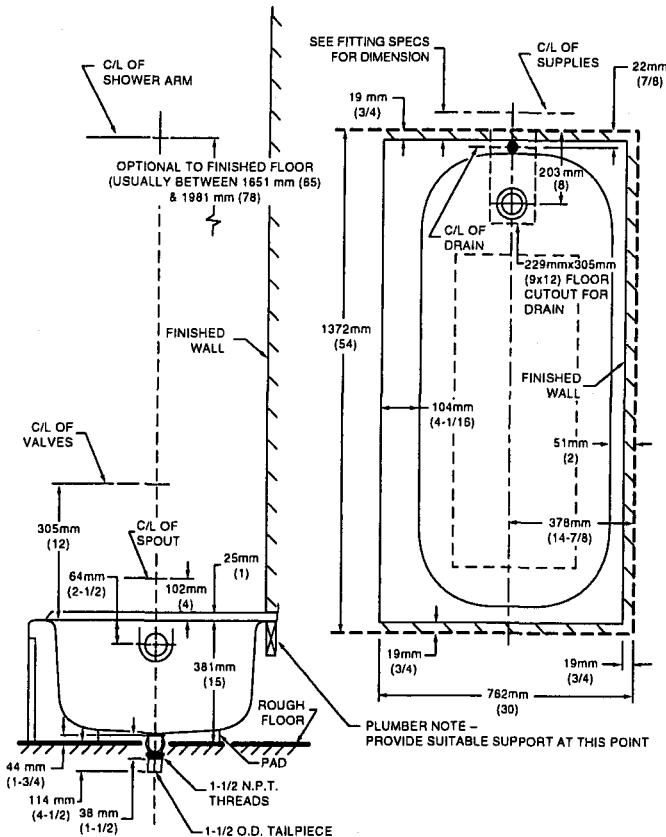 C/L OF
SHOWER ARM
OPTIONAL TO FINISHED FLOOR
(USUALLY BETWEEN 1651 mm (65)
& 1981 mm (78)
FINISHED
WALL
C/L OF
VALVES
305mm
(12)
C/L OF
SPOUT
64mm
(2-1/2)
102mm
(4)
25mm
(1)
381mm
(15)
ROUGH
FLOOR
PAD
44 mm
(1-3/4)
114 mm
(4-1/2)
38 mm
(1-1/2)
1-1/2 N.P.T.
THREADS
1-1/2 O.D. TAILPIECE
PLUMBER NOTE –
PROVIDE SUITABLE SUPPORT AT THIS POINT
SEE FITTING SPECS
FOR DIMENSION
C/L OF
SUPPLIES
22mm
(7/8)
19 mm
(3/4)
203 mm
(8)
C/L OF
DRAIN
229mmx305mm
(9x12) FLOOR
CUTOUT FOR
DRAIN
1372mm
(54)
FINISHED
WALL
104mm
(4-1/16)
51mm
(2)
378mm
(14-7/8)
19mm
(3/4)
19mm
(3/4)
762mm
(30)